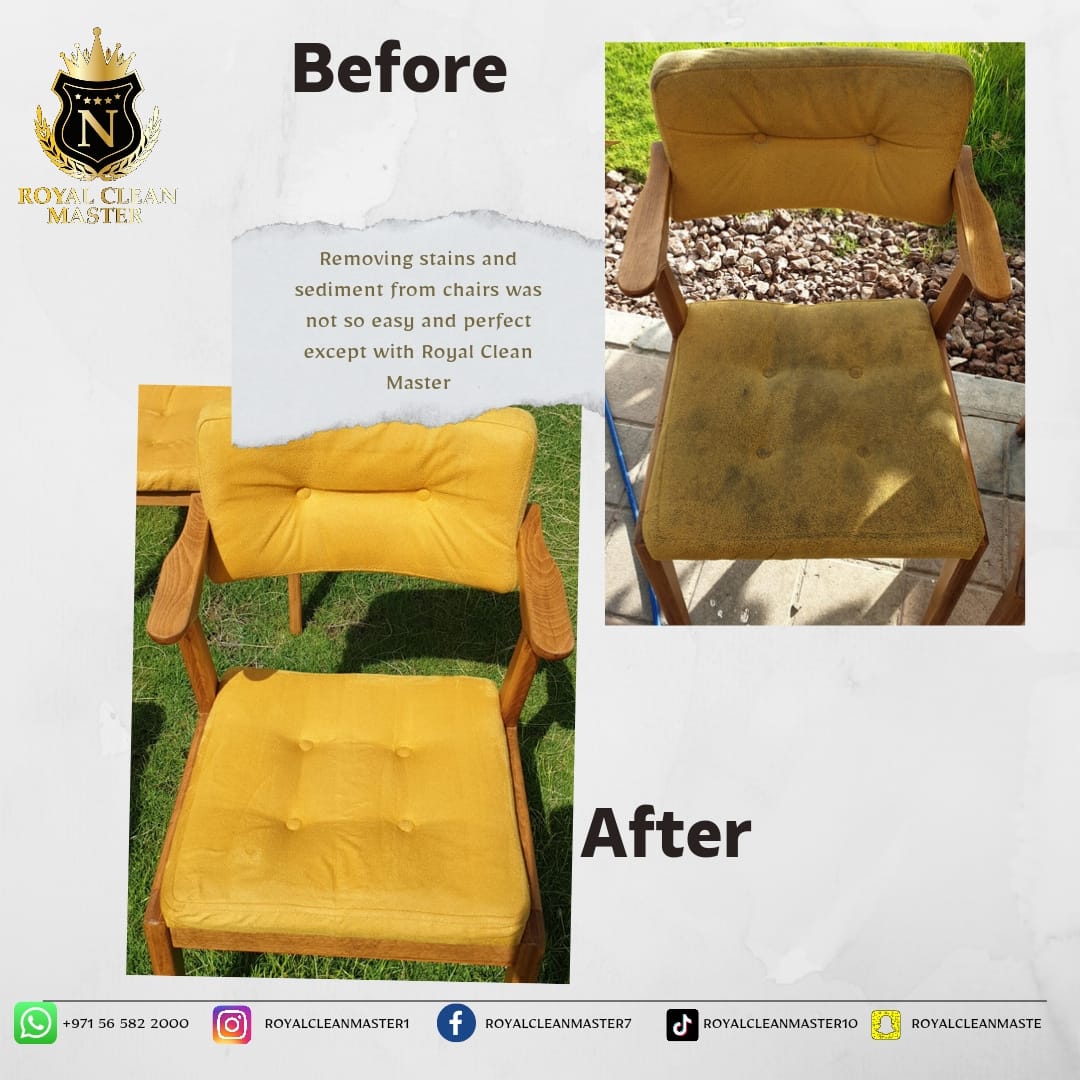 N
ROYAL CLEAN
MASTER
Before
Removing stains and
sediment from chairs was
not so easy and perfect
except with Royal Clean
Master
After
+971 56 582 2000
ROYALCLEANMASTER1
ROYALCLEANMASTER7
ROYALCLEANMASTER10
ROYALCLEANMASTE